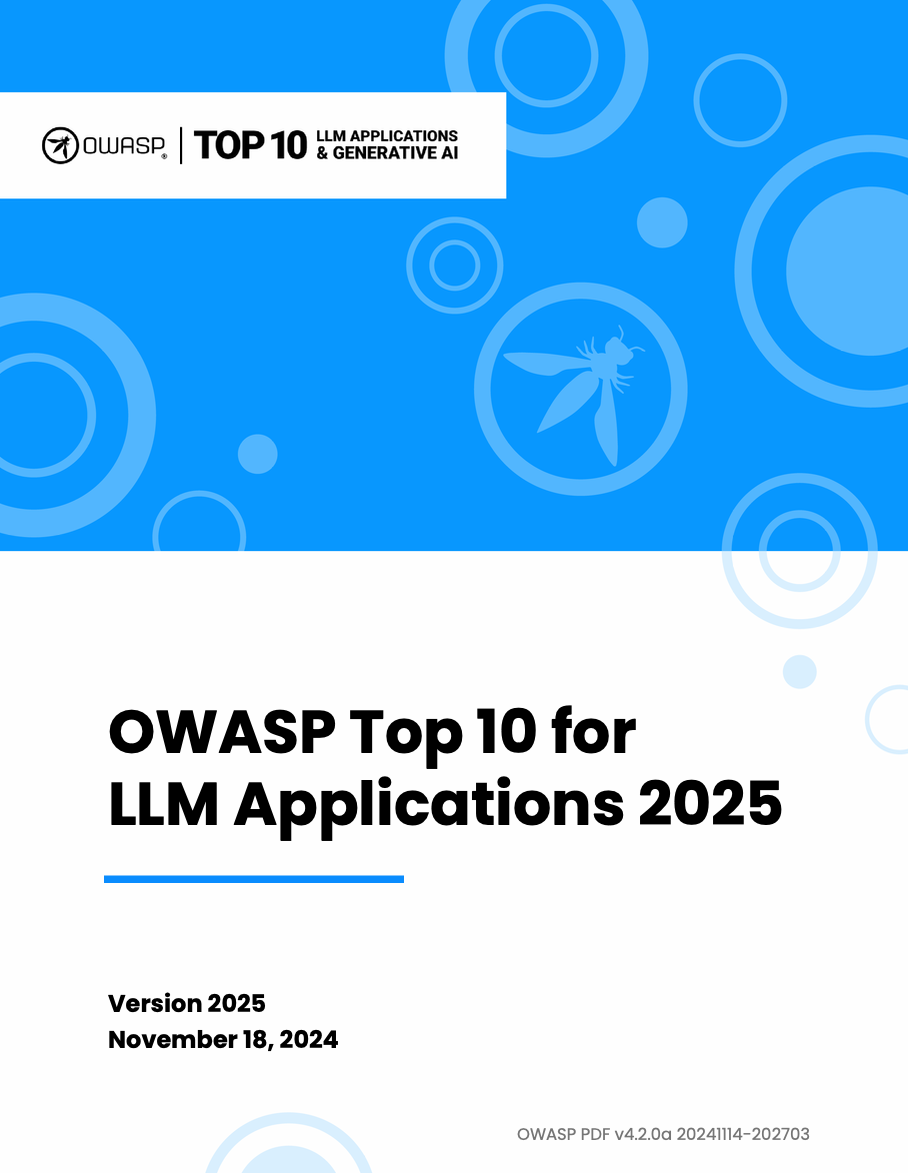 OWASP® TOP 10 LLM APPLICATIONS
& GENERATIVE AI
OWASP Top 10 for
LLM Applications 2025
Version 2025
November 18, 2024
OWASP PDF v4.2.0a 20241114-202703